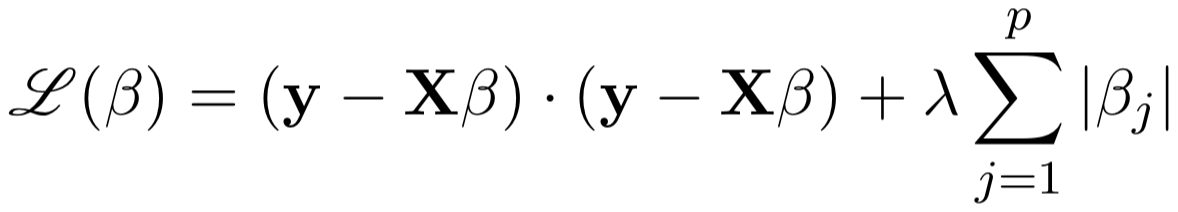 ℒ(β) = (𝐲 − 𝐗β) · (𝐲 − 𝐗β) + λ ∑_{j=1}^{p} |β_j|